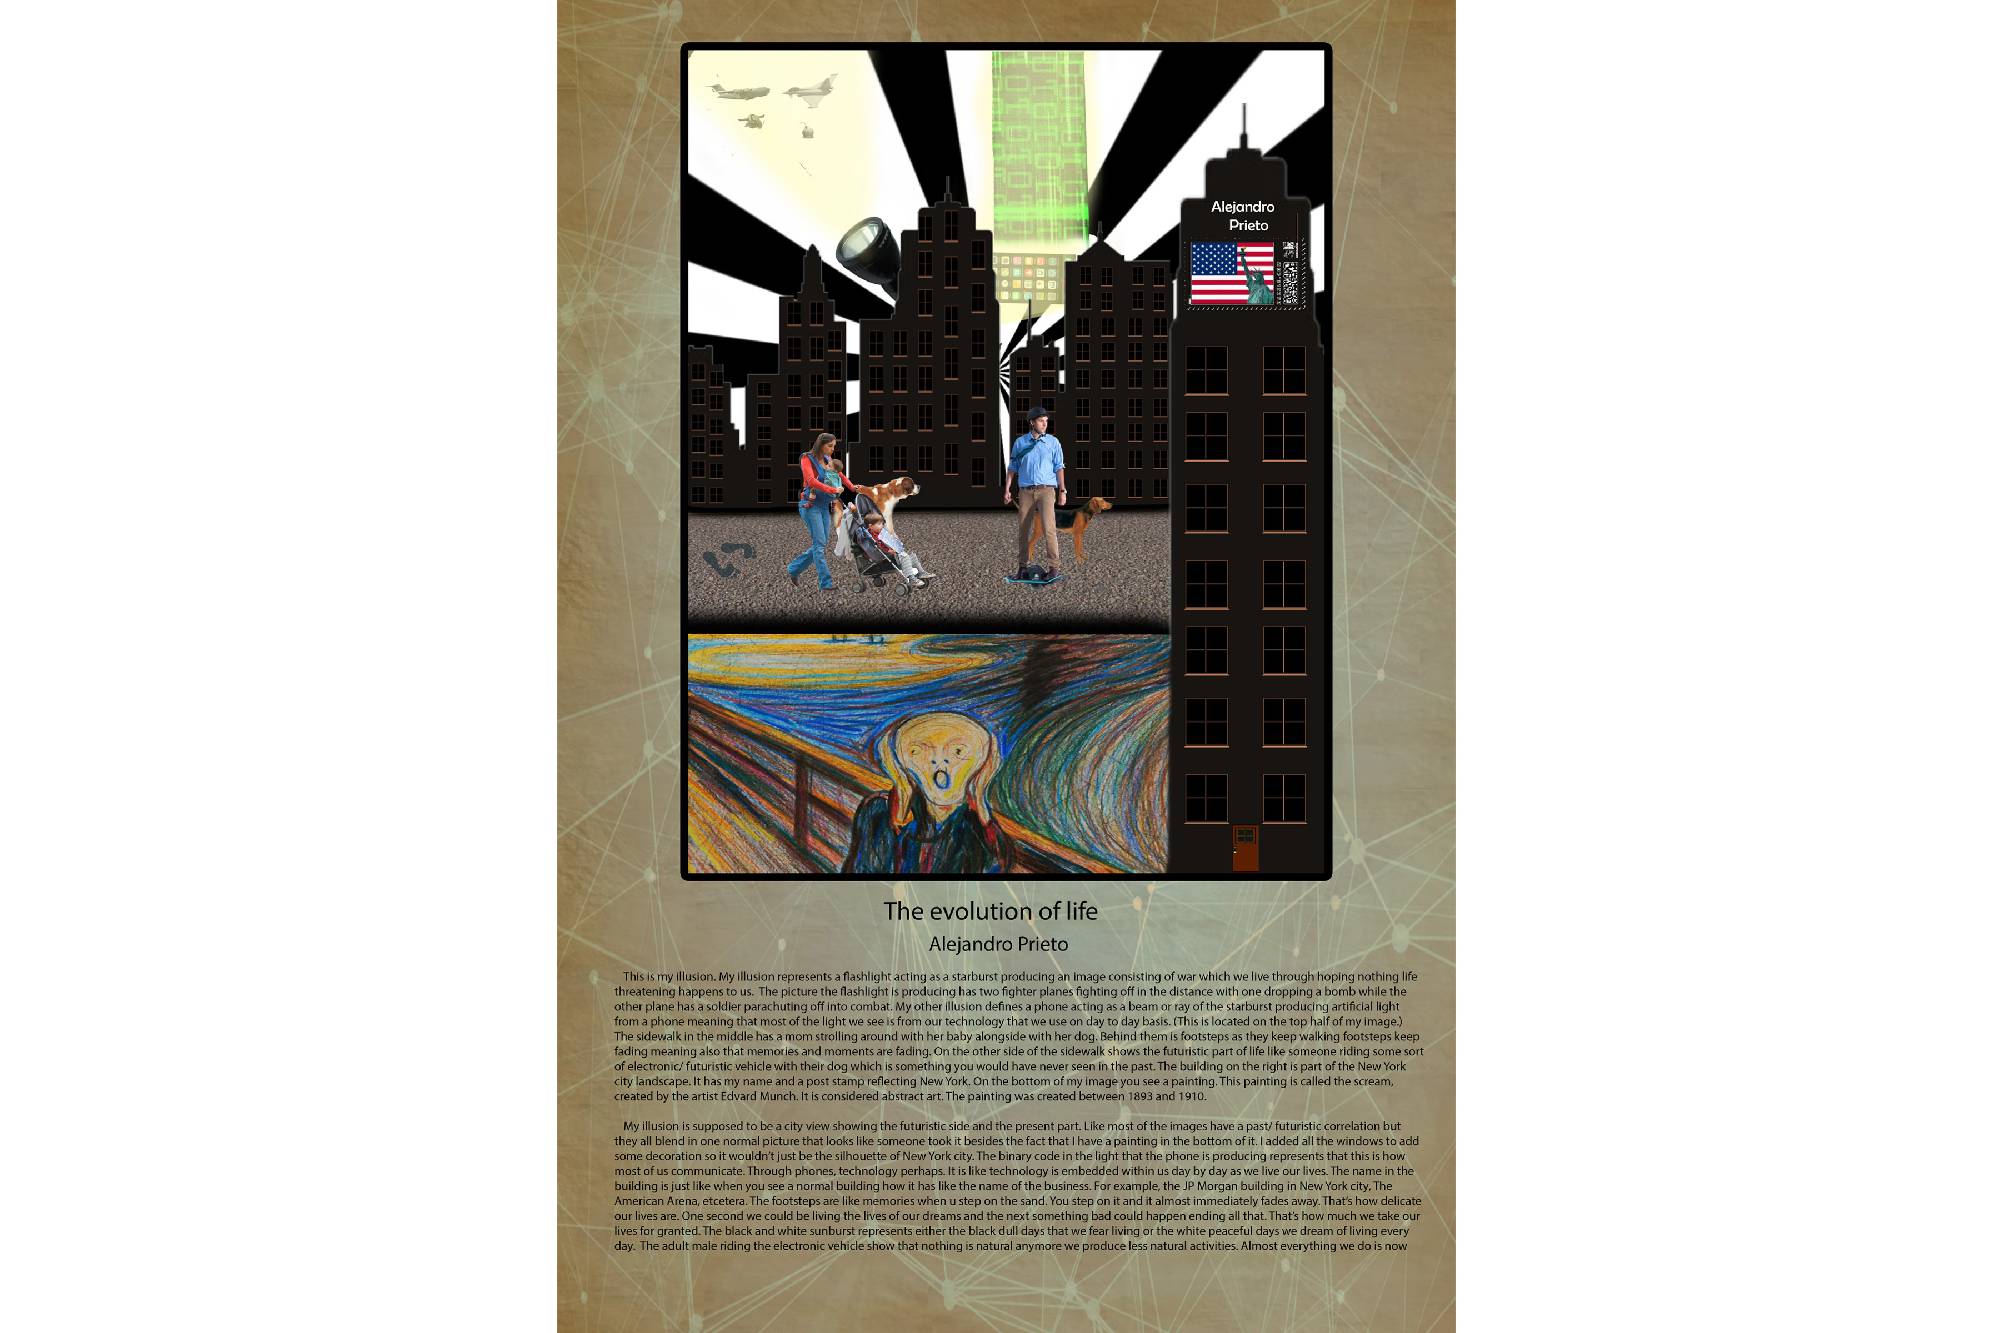 Alejandro
Prieto
The evolution of life
Alejandro Prieto
This is my illusion. My illusion represents a flashlight acting as a starburst producing an image consisting of war which we live through hoping nothing life
threatening happens to us. The picture the flashlight is producing has two fighter planes fighting off in the distance with one dropping a bomb while the
other plane has a soldier parachuting off into combat. My other illusion defines a phone acting as a beam or ray of the starburst producing artificial light
from a phone meaning that most of the light we see is from our technology that we use on day to day basis. (This is located on the top half of my image.)
The sidewalk in the middle has a mom strolling around with her baby alongside with her dog. Behind them is footsteps as they keep walking footsteps keep
fading meaning also that memories and moments are fading. On the other side of the sidewalk shows the futuristic part of life like someone riding some sort
of electronic/ futuristic vehicle with their dog which is something you would have never seen in the past. The building on the right is part of the New York
city landscape. It has my name and a post stamp reflecting New York. On the bottom of my image you see a painting. This painting is called the scream,
created by the artist Edvard Munch. It is considered abstract art. The painting was created between 1893 and 1910.
My illusion is supposed to be a city view showing the futuristic side and the present part. Like most of the images have a past/ futuristic correlation but
they all blend in one normal picture that looks like someone took it besides the fact that I have a painting in the bottom of it. I added all the windows to add
some decoration so it wouldn't just be the silhouette of New York city. The binary code in the light that the phone is producing represents that this is how
most of us communicate. Through phones, technology perhaps. It is like technology is embedded within us day by day as we live our lives. The name in the
building is just like when you see a normal building how it has like the name of the business. For example, the JP Morgan building in New York city, The
American Arena, etcetera. The footsteps are like memories when u step on the sand. You step on it and it almost immediately fades away. That's how delicate
our lives are. One second we could be living the lives of our dreams and the next something bad could happen ending all that. That's how much we take our
lives for granted. The black and white sunburst represents either the black dull days that we fear living or the white peaceful days we dream of living every
day. The adult male riding the electronic vehicle show that nothing is natural anymore we produce less natural activities. Almost everything we do is now